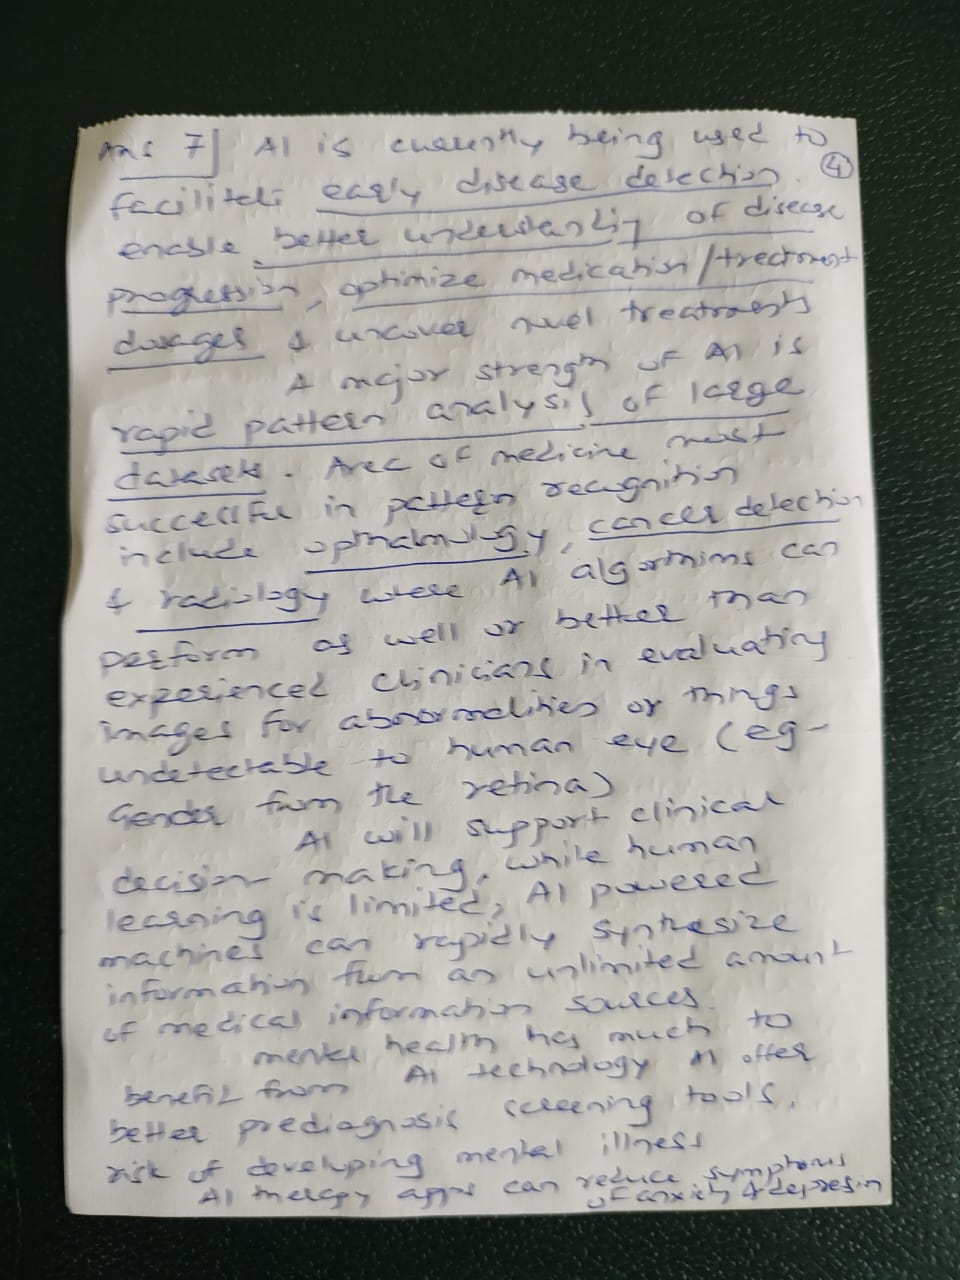 Ans 7] AI is currently being used to
④
facilitate early disease detection,
enable better understanding of disease
progression, optimize medication/treatment
dosages & uncover novel treatments
A major strength of AI is
rapid pattern analysis of large
datasets. Area of medicine most
successful in pattern recognition
include opthalmology, cancer detection
& radiology where AI algorithms can
perform as well or better than
experienced clinicians in evaluating
images for abnormalities or things
undetectable to human eye (eg-
Gender from the retina)
AI will support clinical
decision making, while human
learning is limited, AI powered
machines can rapidly synthesize
information from an unlimited amount
of medical information sources.
mental health has much to
benefit from AI technology offer
better prediagnosis screening tools,
risk of developing mental illness
AI therapy apps can reduce symptoms
of anxiety & depression